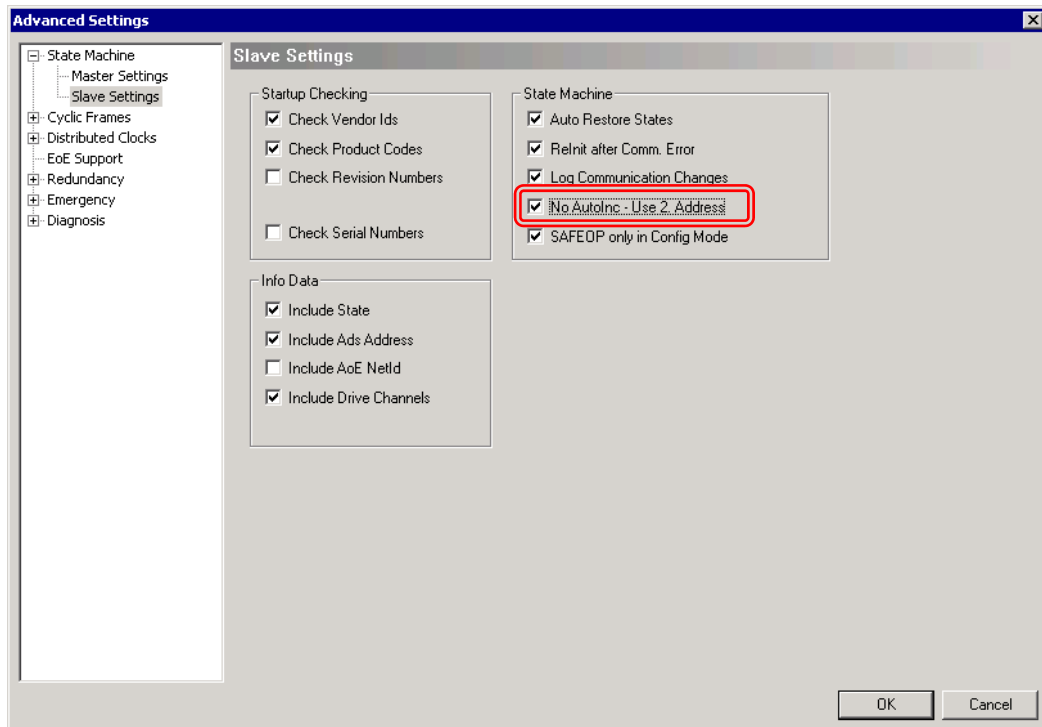 Advanced Settings
State Machine
Master Settings
Slave Settings
Cyclic Frames
Distributed Clocks
EoE Support
Redundancy
Emergency
Diagnosis
Slave Settings
Startup Checking
Check Vendor Ids
Check Product Codes
Check Revision Numbers
Check Serial Numbers
State Machine
Auto Restore States
ReInit after Comm. Error
Log Communication Changes
No AutoInc - Use 2. Address
SAFEOP only in Config Mode
Info Data
Include State
Include Ads Address
Include AoE NetId
Include Drive Channels
OK
Cancel